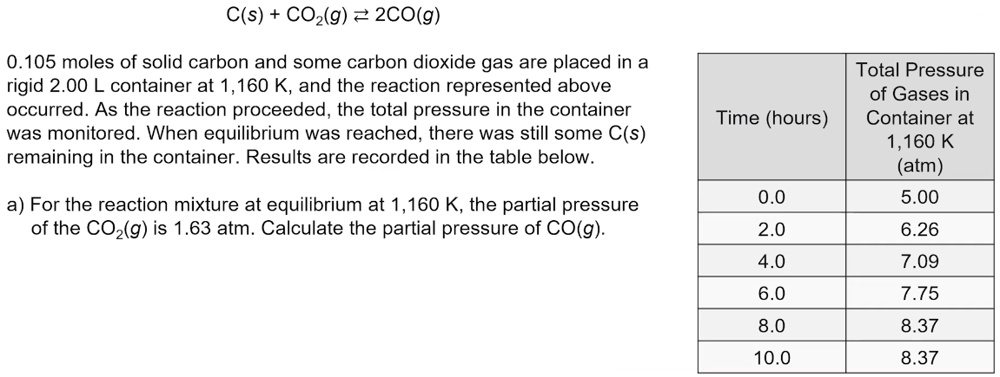 C(s) + CO₂(g) ⇄ 2CO(g)
0.105 moles of solid carbon and some carbon dioxide gas are placed in a
rigid 2.00 L container at 1,160 K, and the reaction represented above
occurred. As the reaction proceeded, the total pressure in the container
was monitored. When equilibrium was reached, there was still some C(s)
remaining in the container. Results are recorded in the table below.
a) For the reaction mixture at equilibrium at 1,160 K, the partial pressure
of the CO₂(g) is 1.63 atm. Calculate the partial pressure of CO(g).
Time (hours)
Total Pressure
of Gases in
Container at
1,160 K
(atm)
0.0 5.00
2.0 6.26
4.0 7.09
6.0 7.75
8.0 8.37
10.0 8.37